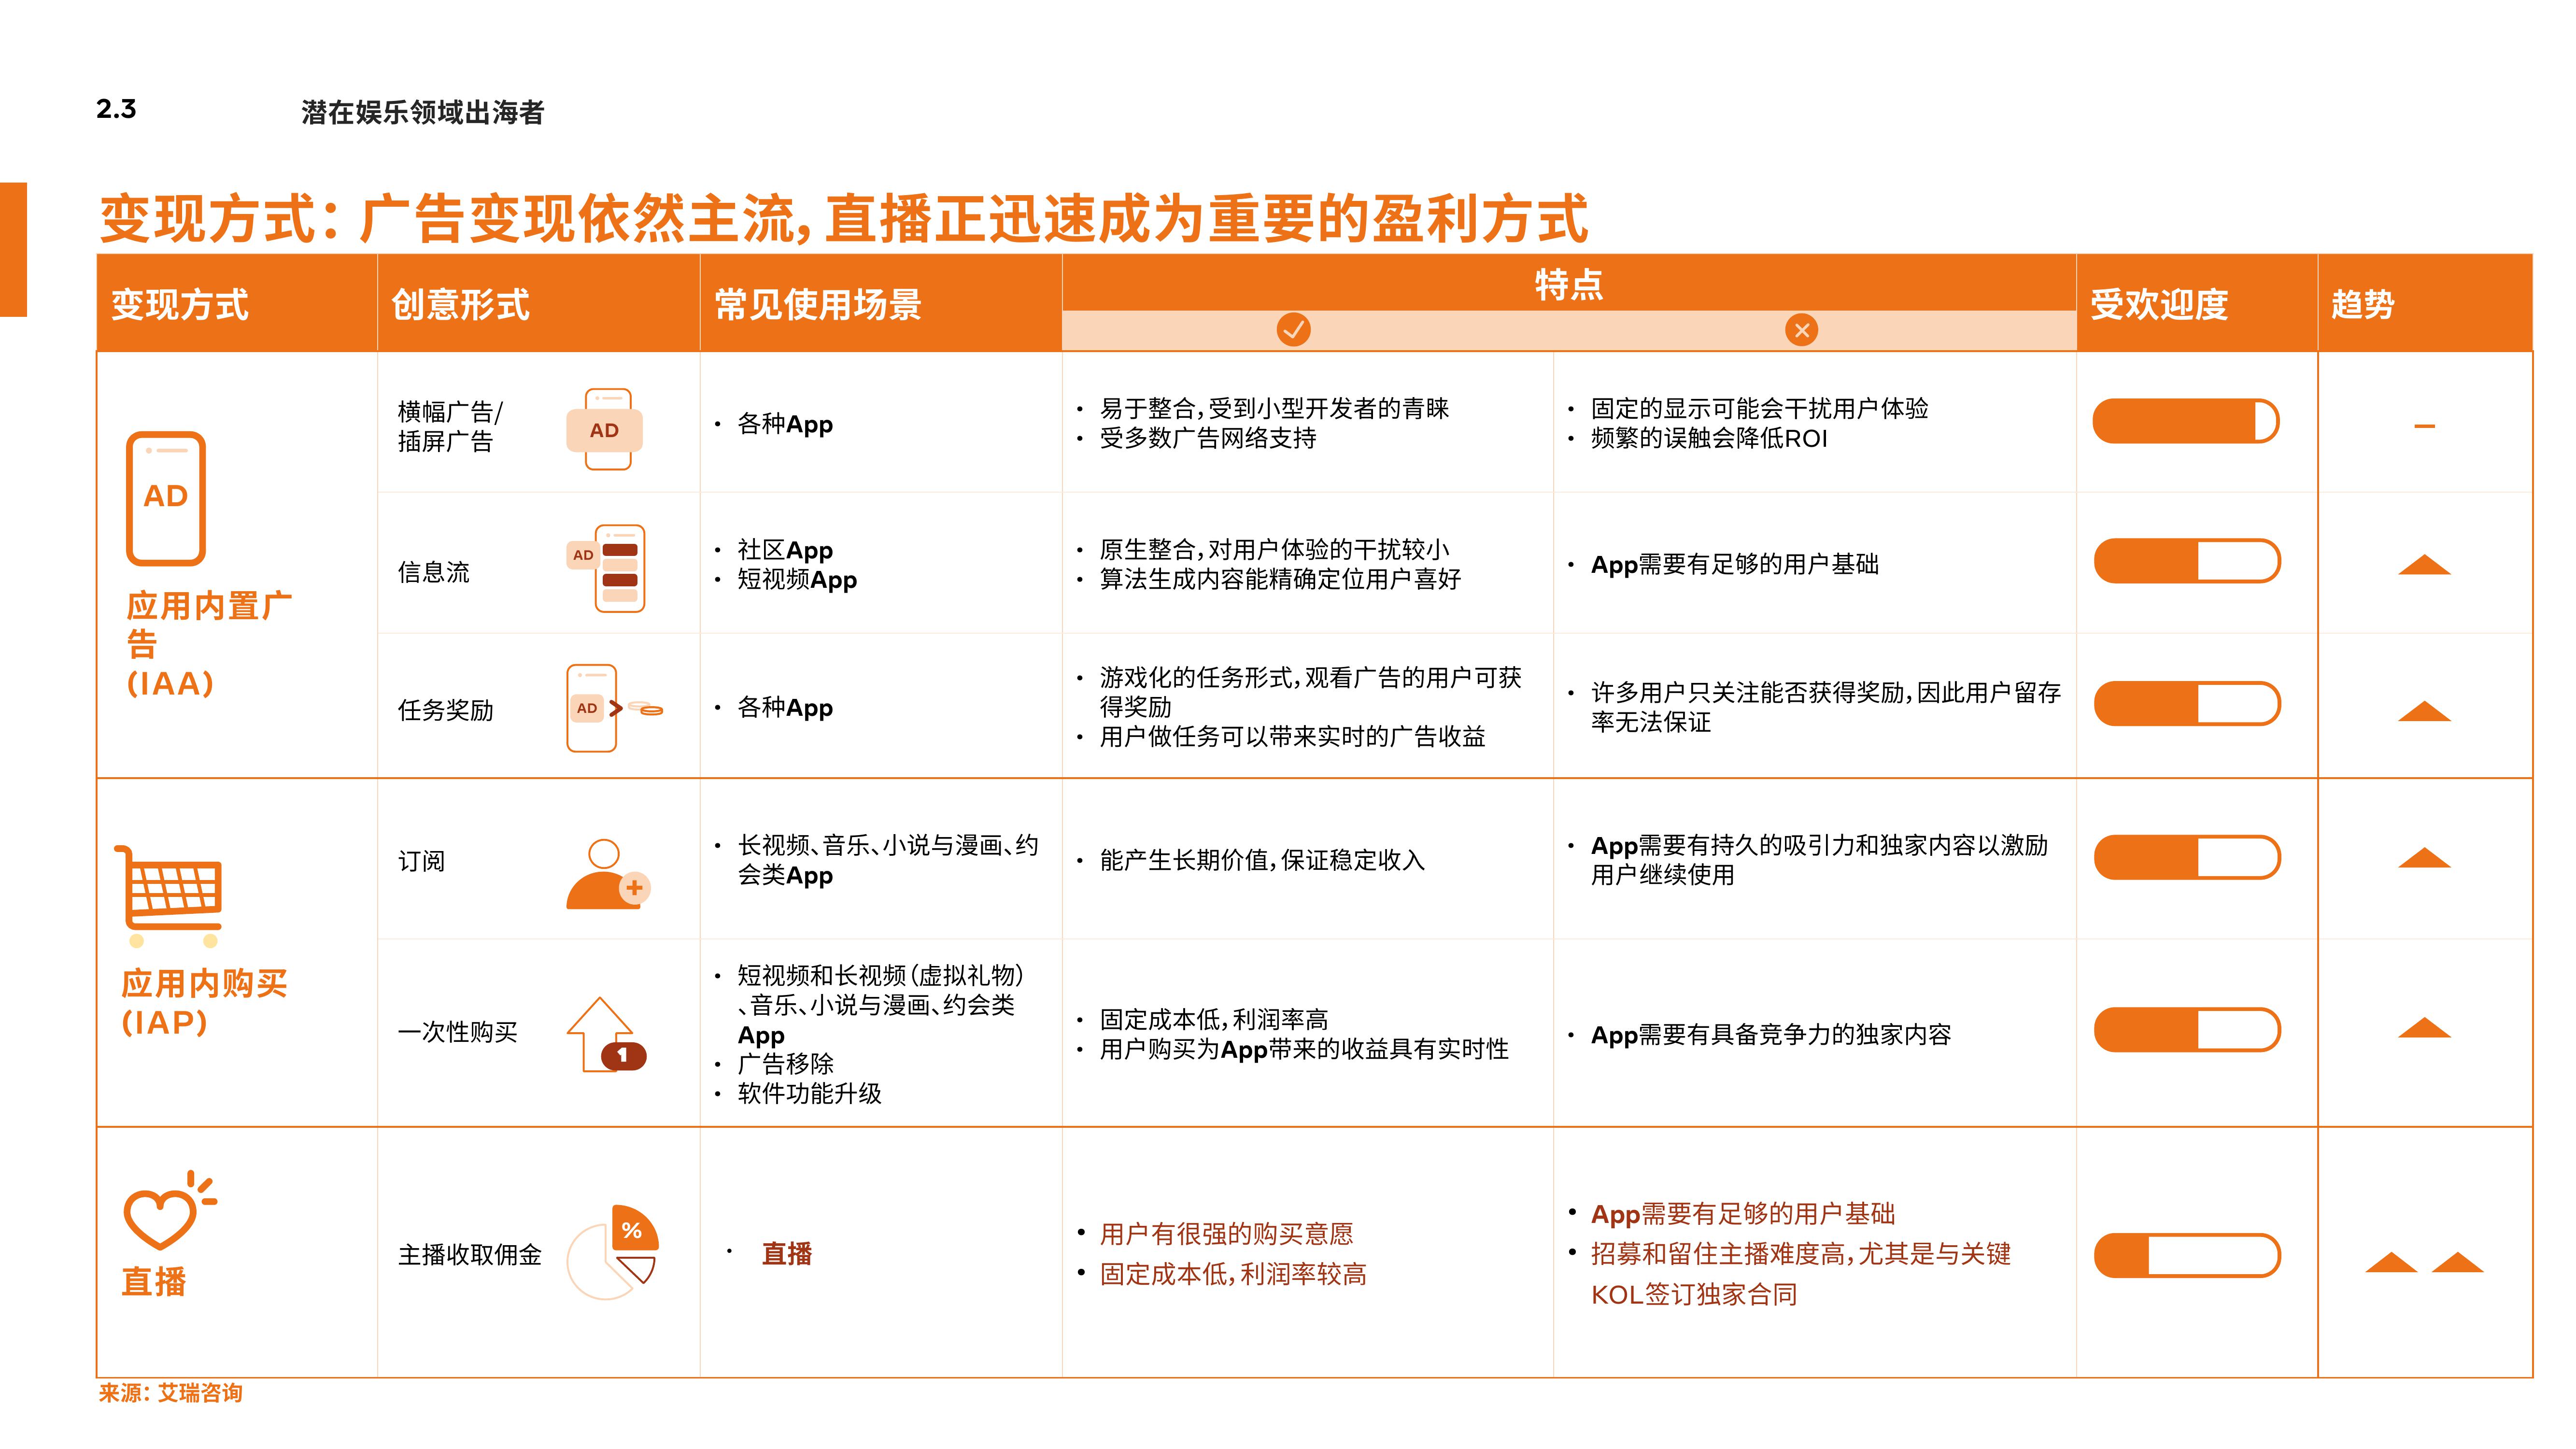 2.3
潜在娱乐领域出海者
变现方式：广告变现依然主流，直播正迅速成为重要的盈利方式
变现方式
创意形式
常见使用场景
特点
受欢迎度
趋势
AD
应用内置广
告
(IAA)
横幅广告/
插屏广告
AD
• 各种App
• 易于整合，受到小型开发者的青睐
• 受多数广告网络支持
• 固定的显示可能会干扰用户体验
• 频繁的误触会降低ROI
信息流
AD
• 社区App
• 短视频App
• 原生整合，对用户体验的干扰较小
• 算法生成内容能精确定位用户喜好
• App需要有足够的用户基础
任务奖励
AD
• 各种App
• 游戏化的任务形式，观看广告的用户可获
得奖励
• 用户做任务可以带来实时的广告收益
• 许多用户只关注能否获得奖励，因此用户留存
率无法保证
应用内购买
(IAP)
订阅
• 长视频、音乐、小说与漫画、约
会类App
• 能产生长期价值，保证稳定收入
• App需要有持久的吸引力和独家内容以激励
用户继续使用
一次性购买
1
• 短视频和长视频（虚拟礼物）
、音乐、小说与漫画、约会类
App
• 广告移除
• 软件功能升级
• 固定成本低，利润率高
• 用户购买为App带来的收益具有实时性
• App需要有具备竞争力的独家内容
直播
主播收取佣金
%
• 直播
• 用户有很强的购买意愿
• 固定成本低，利润率较高
• App需要有足够的用户基础
• 招募和留住主播难度高，尤其是与关键
KOL签订独家合同
来源：艾瑞咨询